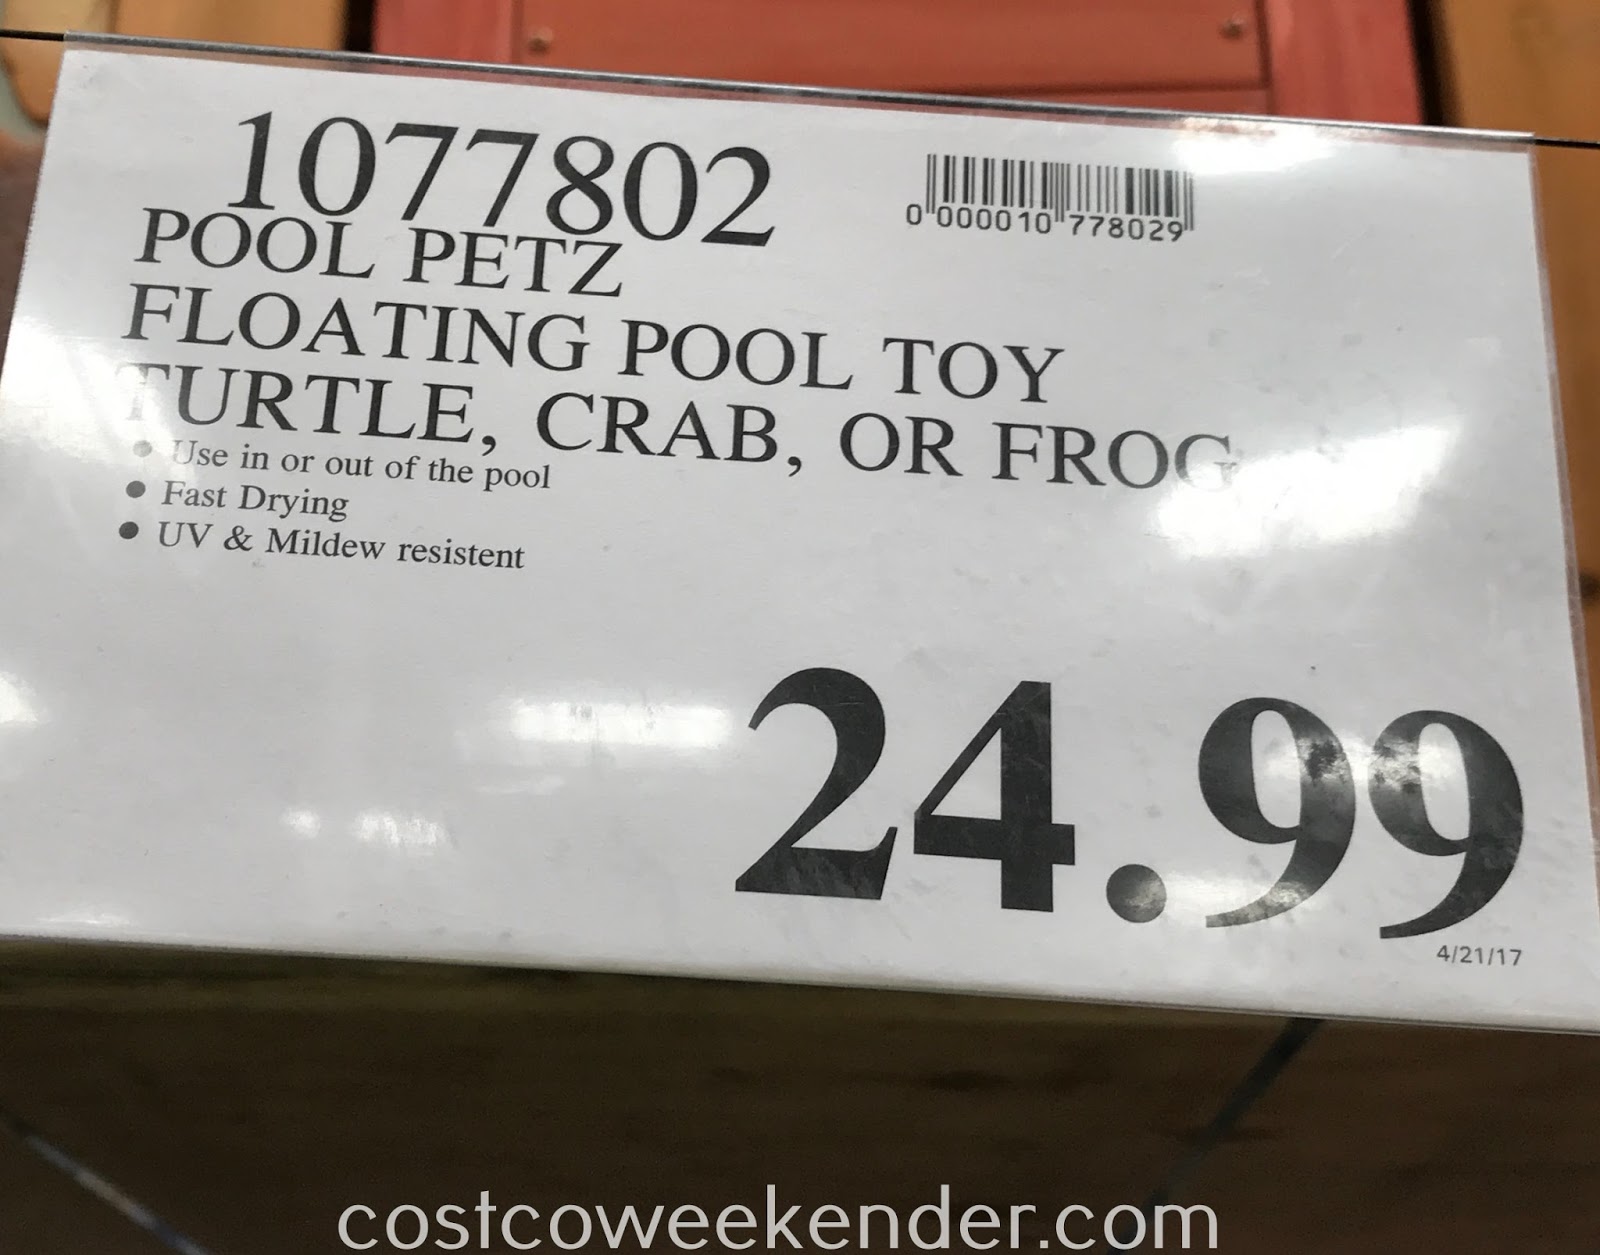 1077802
0 000010 778029
POOL PETZ
FLOATING POOL TOY
TURTLE, CRAB, OR FROG
• Use in or out of the pool
• Fast Drying
• UV & Mildew resistent
24.99
4/21/17
costcoweekender.com